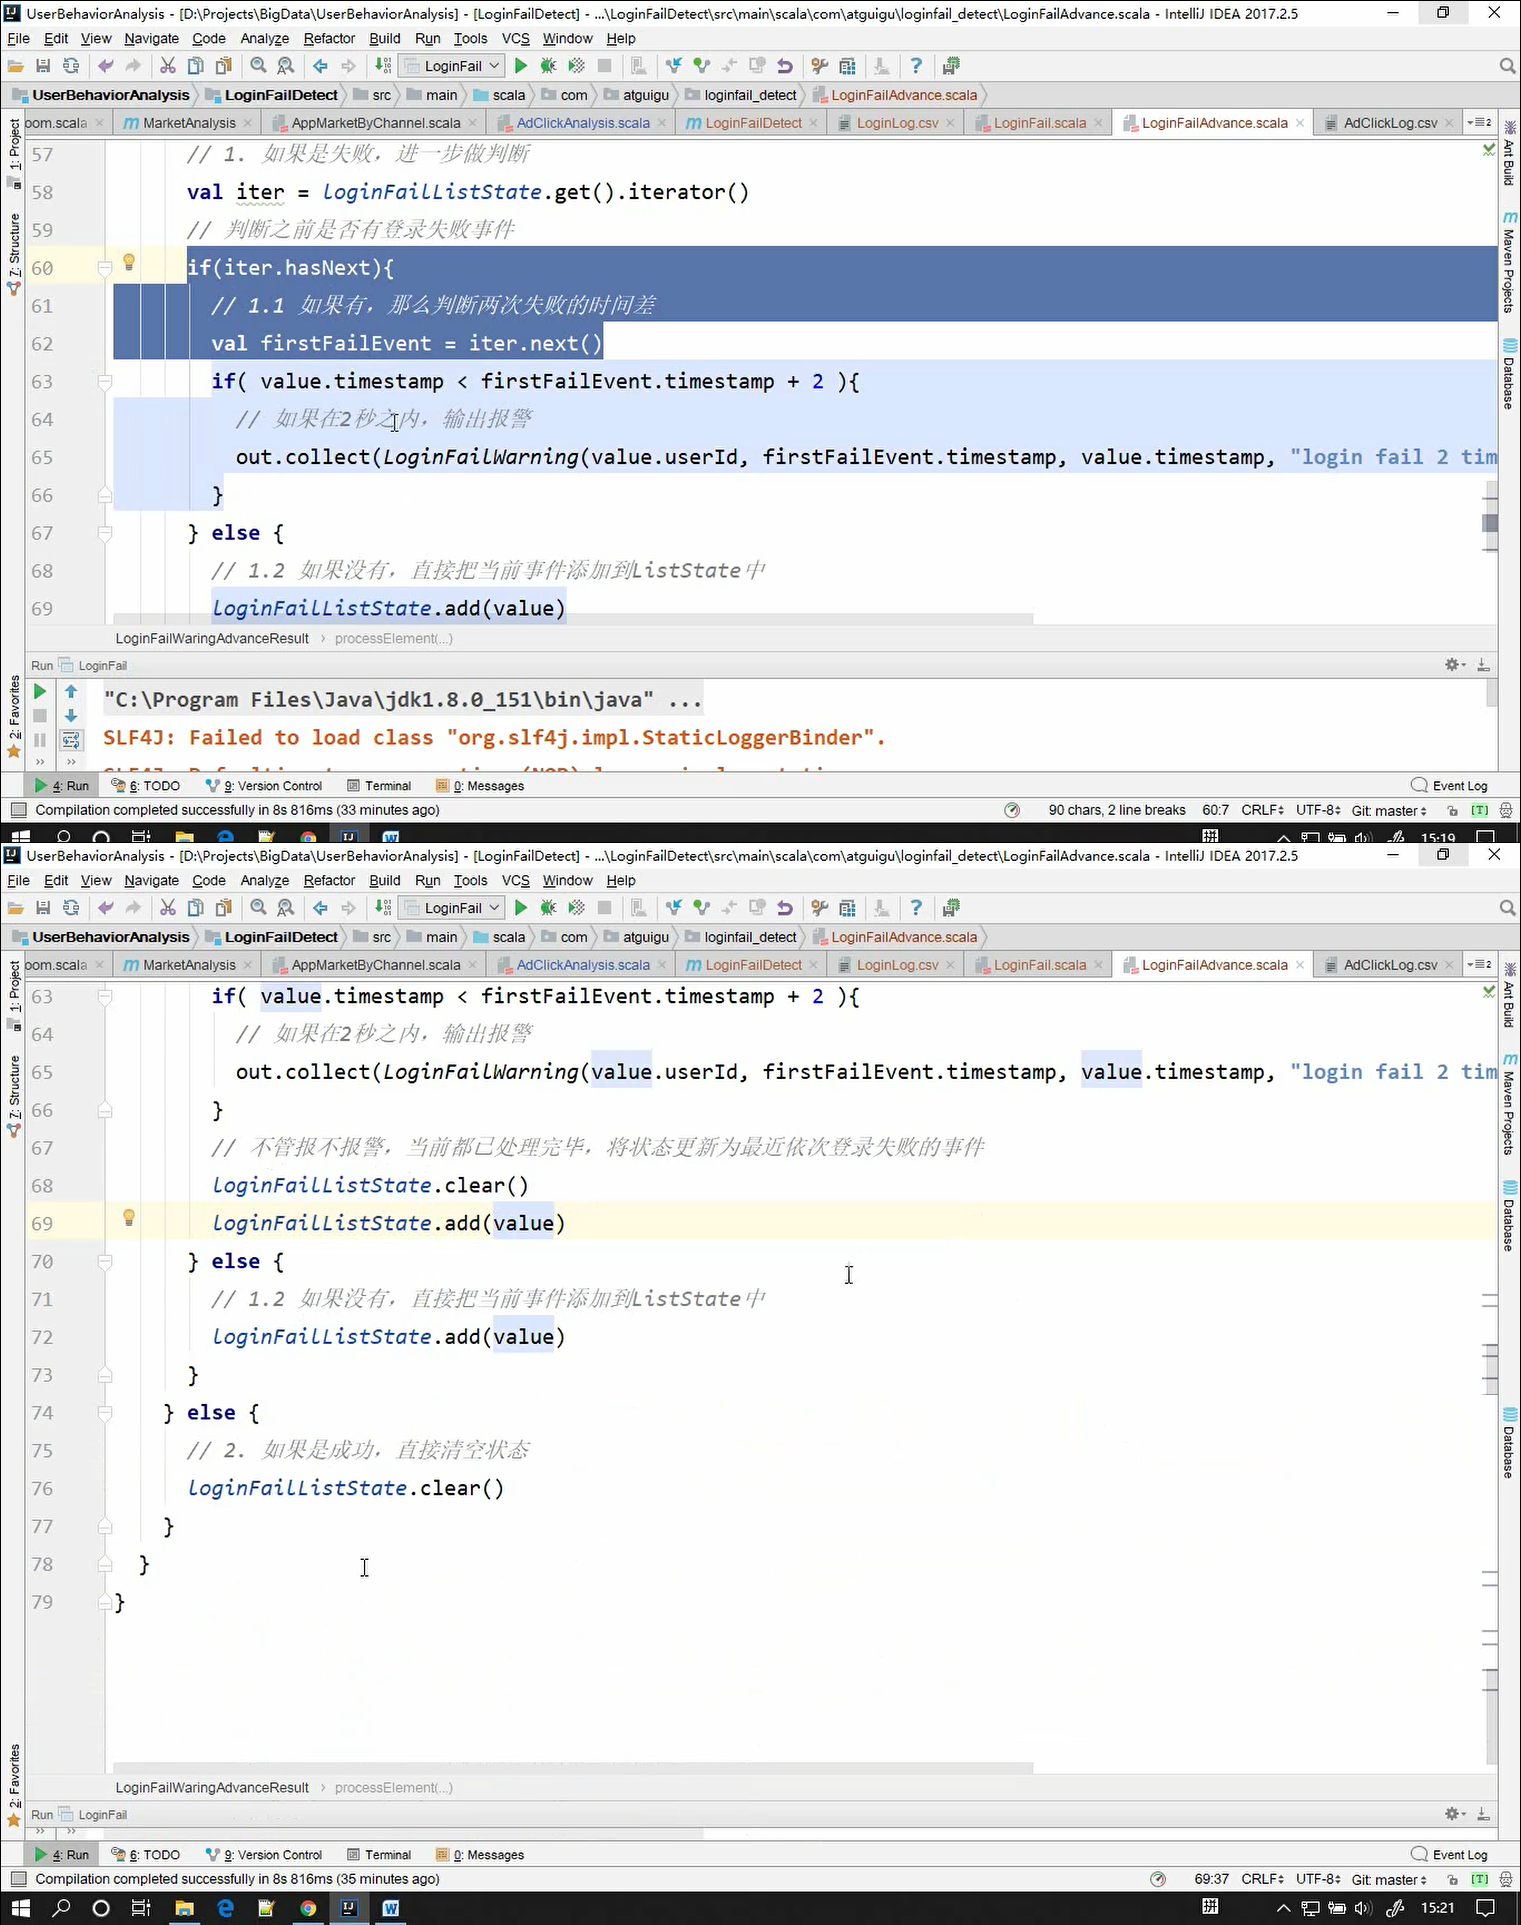 UserBehaviorAnalysis - [D:\Projects\BigData\UserBehaviorAnalysis] - [LoginFailDetect] - ...\LoginFailDetect\src\main\scala\com\atguigu\loginfail_detect\LoginFailAdvance.scala - IntelliJ IDEA 2017.2.5
File Edit View Navigate Code Analyze Refactor Build Run Tools VCS Window Help
LoginFail
UserBehaviorAnalysis LoginFailDetect src main scala com atguigu loginfail_detect LoginFailAdvance.scala
oom.scala MarketAnalysis AppMarketByChannel.scala AdClickAnalysis.scala LoginFailDetect LoginLog.csv LoginFail.scala LoginFailAdvance.scala AdClickLog.csv
1: Project
7: Structure
2: Favorites
Ant Build
Maven Projects
Database
57 // 1. 如果是失败，进一步做判断
58 val iter = loginFailListState.get().iterator()
59 // 判断之前是否有登录失败事件
60 if(iter.hasNext){
61 // 1.1 如果有，那么判断两次失败的时间差
62 val firstFailEvent = iter.next()
63 if( value.timestamp < firstFailEvent.timestamp + 2 ){
64 // 如果在2秒之内，输出报警
65 out.collect(LoginFailWarning(value.userId, firstFailEvent.timestamp, value.timestamp, "login fail 2 tim
66 }
67 } else {
68 // 1.2 如果没有，直接把当前事件添加到ListState中
69 loginFailListState.add(value)
LoginFailWaringAdvanceResult › processElement(...)
Run LoginFail
"C:\Program Files\Java\jdk1.8.0_151\bin\java" ...
SLF4J: Failed to load class "org.slf4j.impl.StaticLoggerBinder".
4: Run 6: TODO 9: Version Control Terminal 0: Messages Event Log
Compilation completed successfully in 8s 816ms (33 minutes ago) 90 chars, 2 line breaks 60:7 CRLF UTF-8 Git: master [T]
拼 15:19
UserBehaviorAnalysis - [D:\Projects\BigData\UserBehaviorAnalysis] - [LoginFailDetect] - ...\LoginFailDetect\src\main\scala\com\atguigu\loginfail_detect\LoginFailAdvance.scala - IntelliJ IDEA 2017.2.5
File Edit View Navigate Code Analyze Refactor Build Run Tools VCS Window Help
LoginFail
UserBehaviorAnalysis LoginFailDetect src main scala com atguigu loginfail_detect LoginFailAdvance.scala
oom.scala MarketAnalysis AppMarketByChannel.scala AdClickAnalysis.scala LoginFailDetect LoginLog.csv LoginFail.scala LoginFailAdvance.scala AdClickLog.csv
1: Project
7: Structure
2: Favorites
Ant Build
Maven Projects
Database
Database
63 if( value.timestamp < firstFailEvent.timestamp + 2 ){
64 // 如果在2秒之内，输出报警
65 out.collect(LoginFailWarning(value.userId, firstFailEvent.timestamp, value.timestamp, "login fail 2 tim
66 }
67 // 不管报不报警，当前都已处理完毕，将状态更新为最近依次登录失败的事件
68 loginFailListState.clear()
69 loginFailListState.add(value)
70 } else {
71 // 1.2 如果没有，直接把当前事件添加到ListState中
72 loginFailListState.add(value)
73 }
74 } else {
75 // 2. 如果是成功，直接清空状态
76 loginFailListState.clear()
77 }
78 }
79 }
LoginFailWaringAdvanceResult › processElement(...)
Run LoginFail
4: Run 6: TODO 9: Version Control Terminal 0: Messages Event Log
Compilation completed successfully in 8s 816ms (35 minutes ago) 69:37 CRLF UTF-8 Git: master [T]
拼 15:21